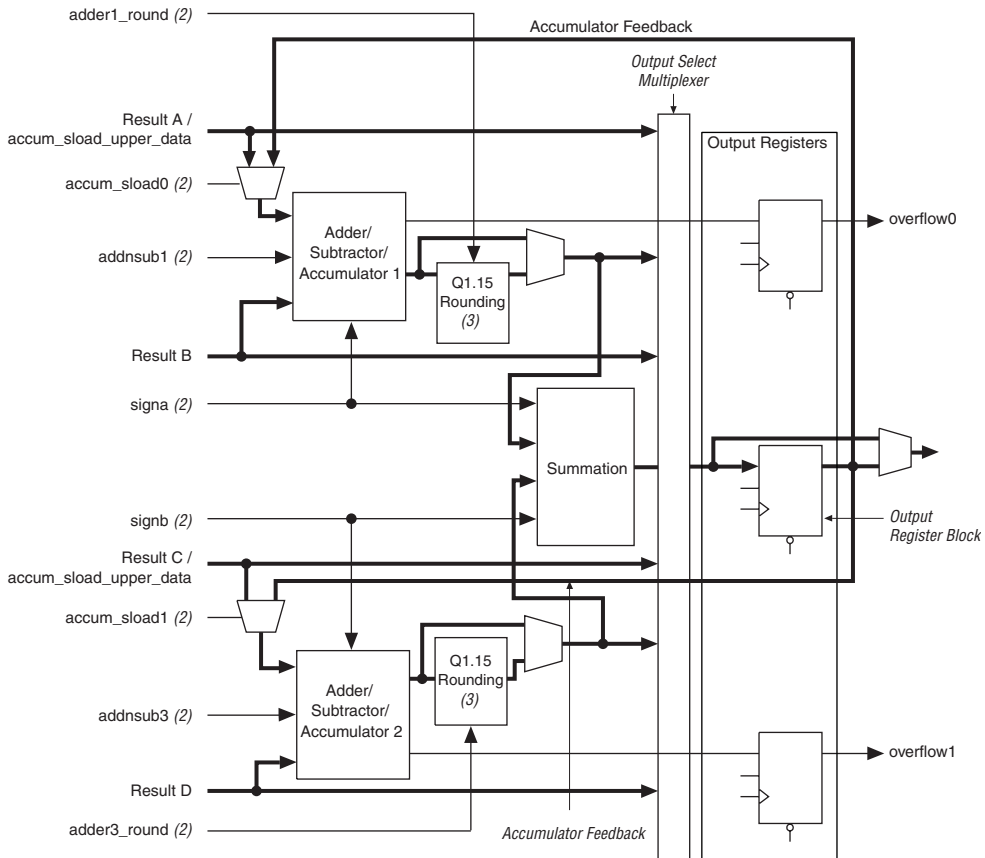 adder1_round (2)
Accumulator Feedback
Output Select
Multiplexer
Result A /
accum_sload_upper_data
Output Registers
accum_sload0 (2)
overflow0
Adder/
Subtractor/
Accumulator 1
addnsub1 (2)
Q1.15
Rounding
(3)
Result B
signa (2)
Summation
signb (2)
Output
Register Block
Result C /
accum_sload_upper_data
accum_sload1 (2)
Q1.15
Rounding
(3)
Adder/
Subtractor/
Accumulator 2
addnsub3 (2)
overflow1
Result D
adder3_round (2)
Accumulator Feedback